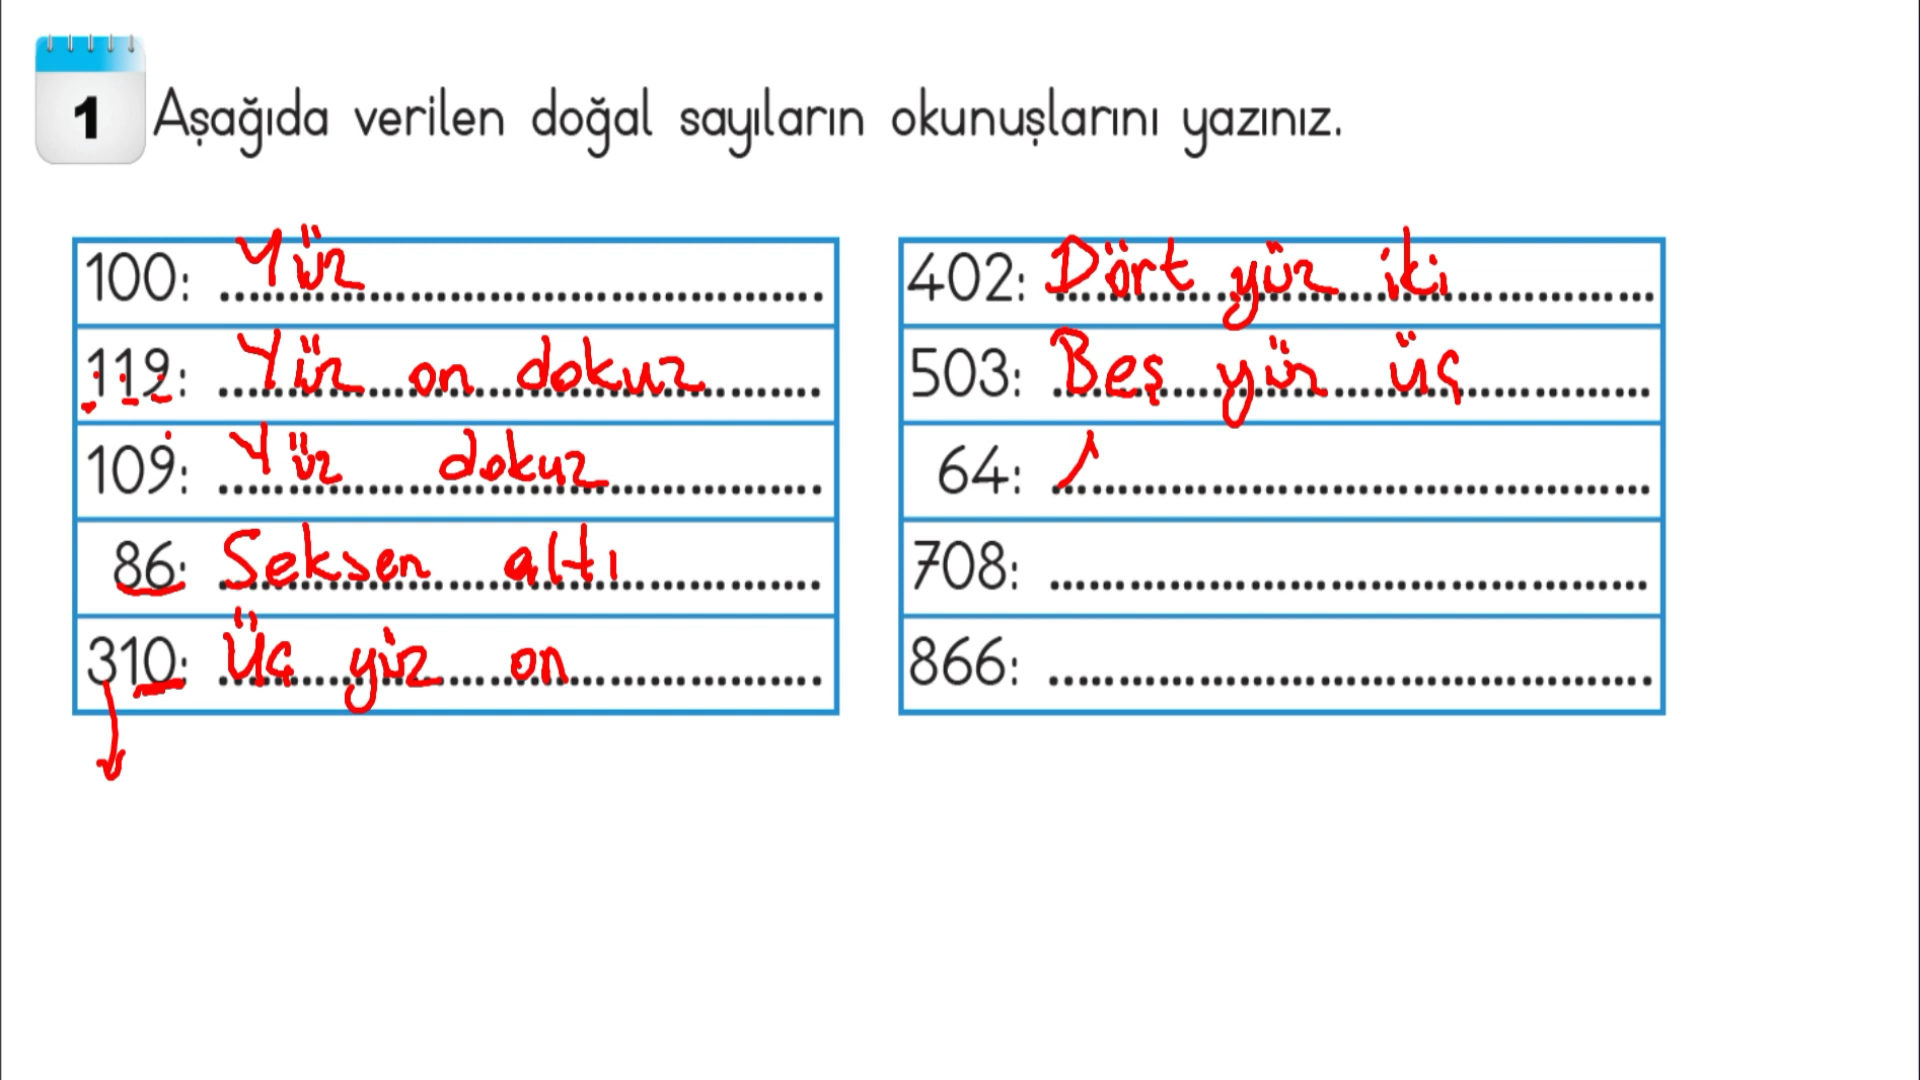 1 Aşağıda verilen doğal sayıların okunuşlarını yazınız.
100: Yüz
119: Yüz on dokuz
109: Yüz dokuz
86: Seksen altı
310: Üç yüz on
402: Dört yüz iki
503: Beş yüz üç
64:
708:
866: